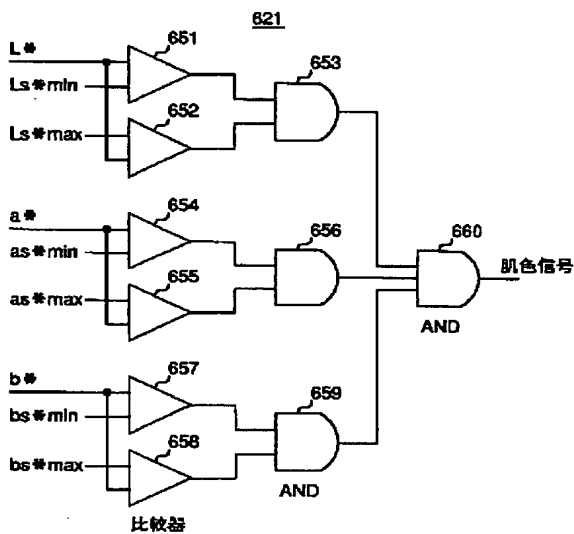 621
651
L*
Ls*min
653
652
Ls*max
654
a*
656
660
as*min
肌色信号
655
as*max
AND
657
b*
659
bs*min
658
bs*max
AND
比較器